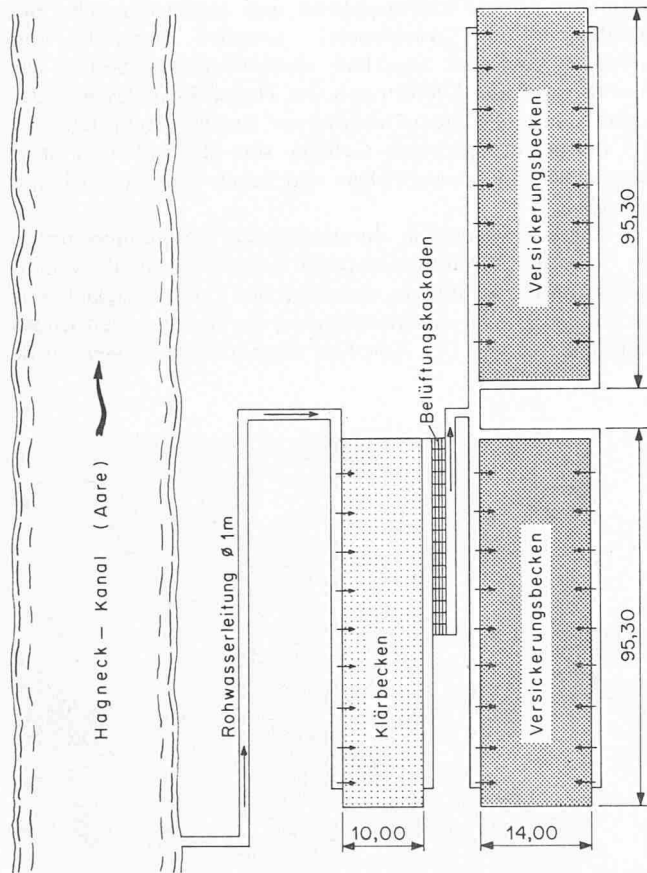 Hagneck – Kanal (Aare)
Rohwasserleitung ø 1m
Klärbecken
Belüftungskaskaden
Versickerungsbecken
Versickerungsbecken
95,30
95,30
10,00
14,00